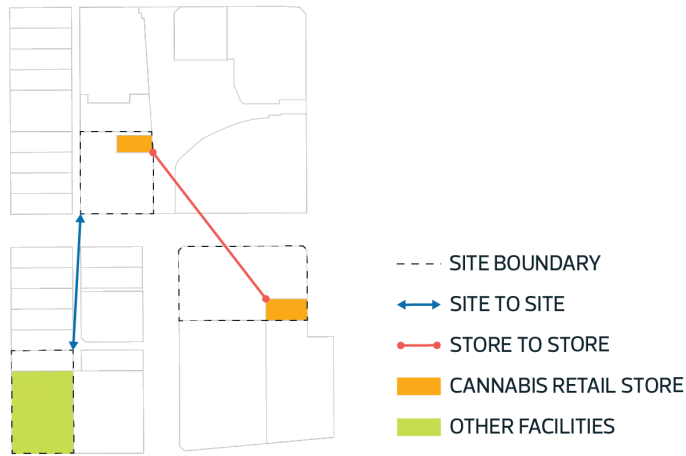 SITE BOUNDARY
SITE TO SITE
STORE TO STORE
CANNABIS RETAIL STORE
OTHER FACILITIES